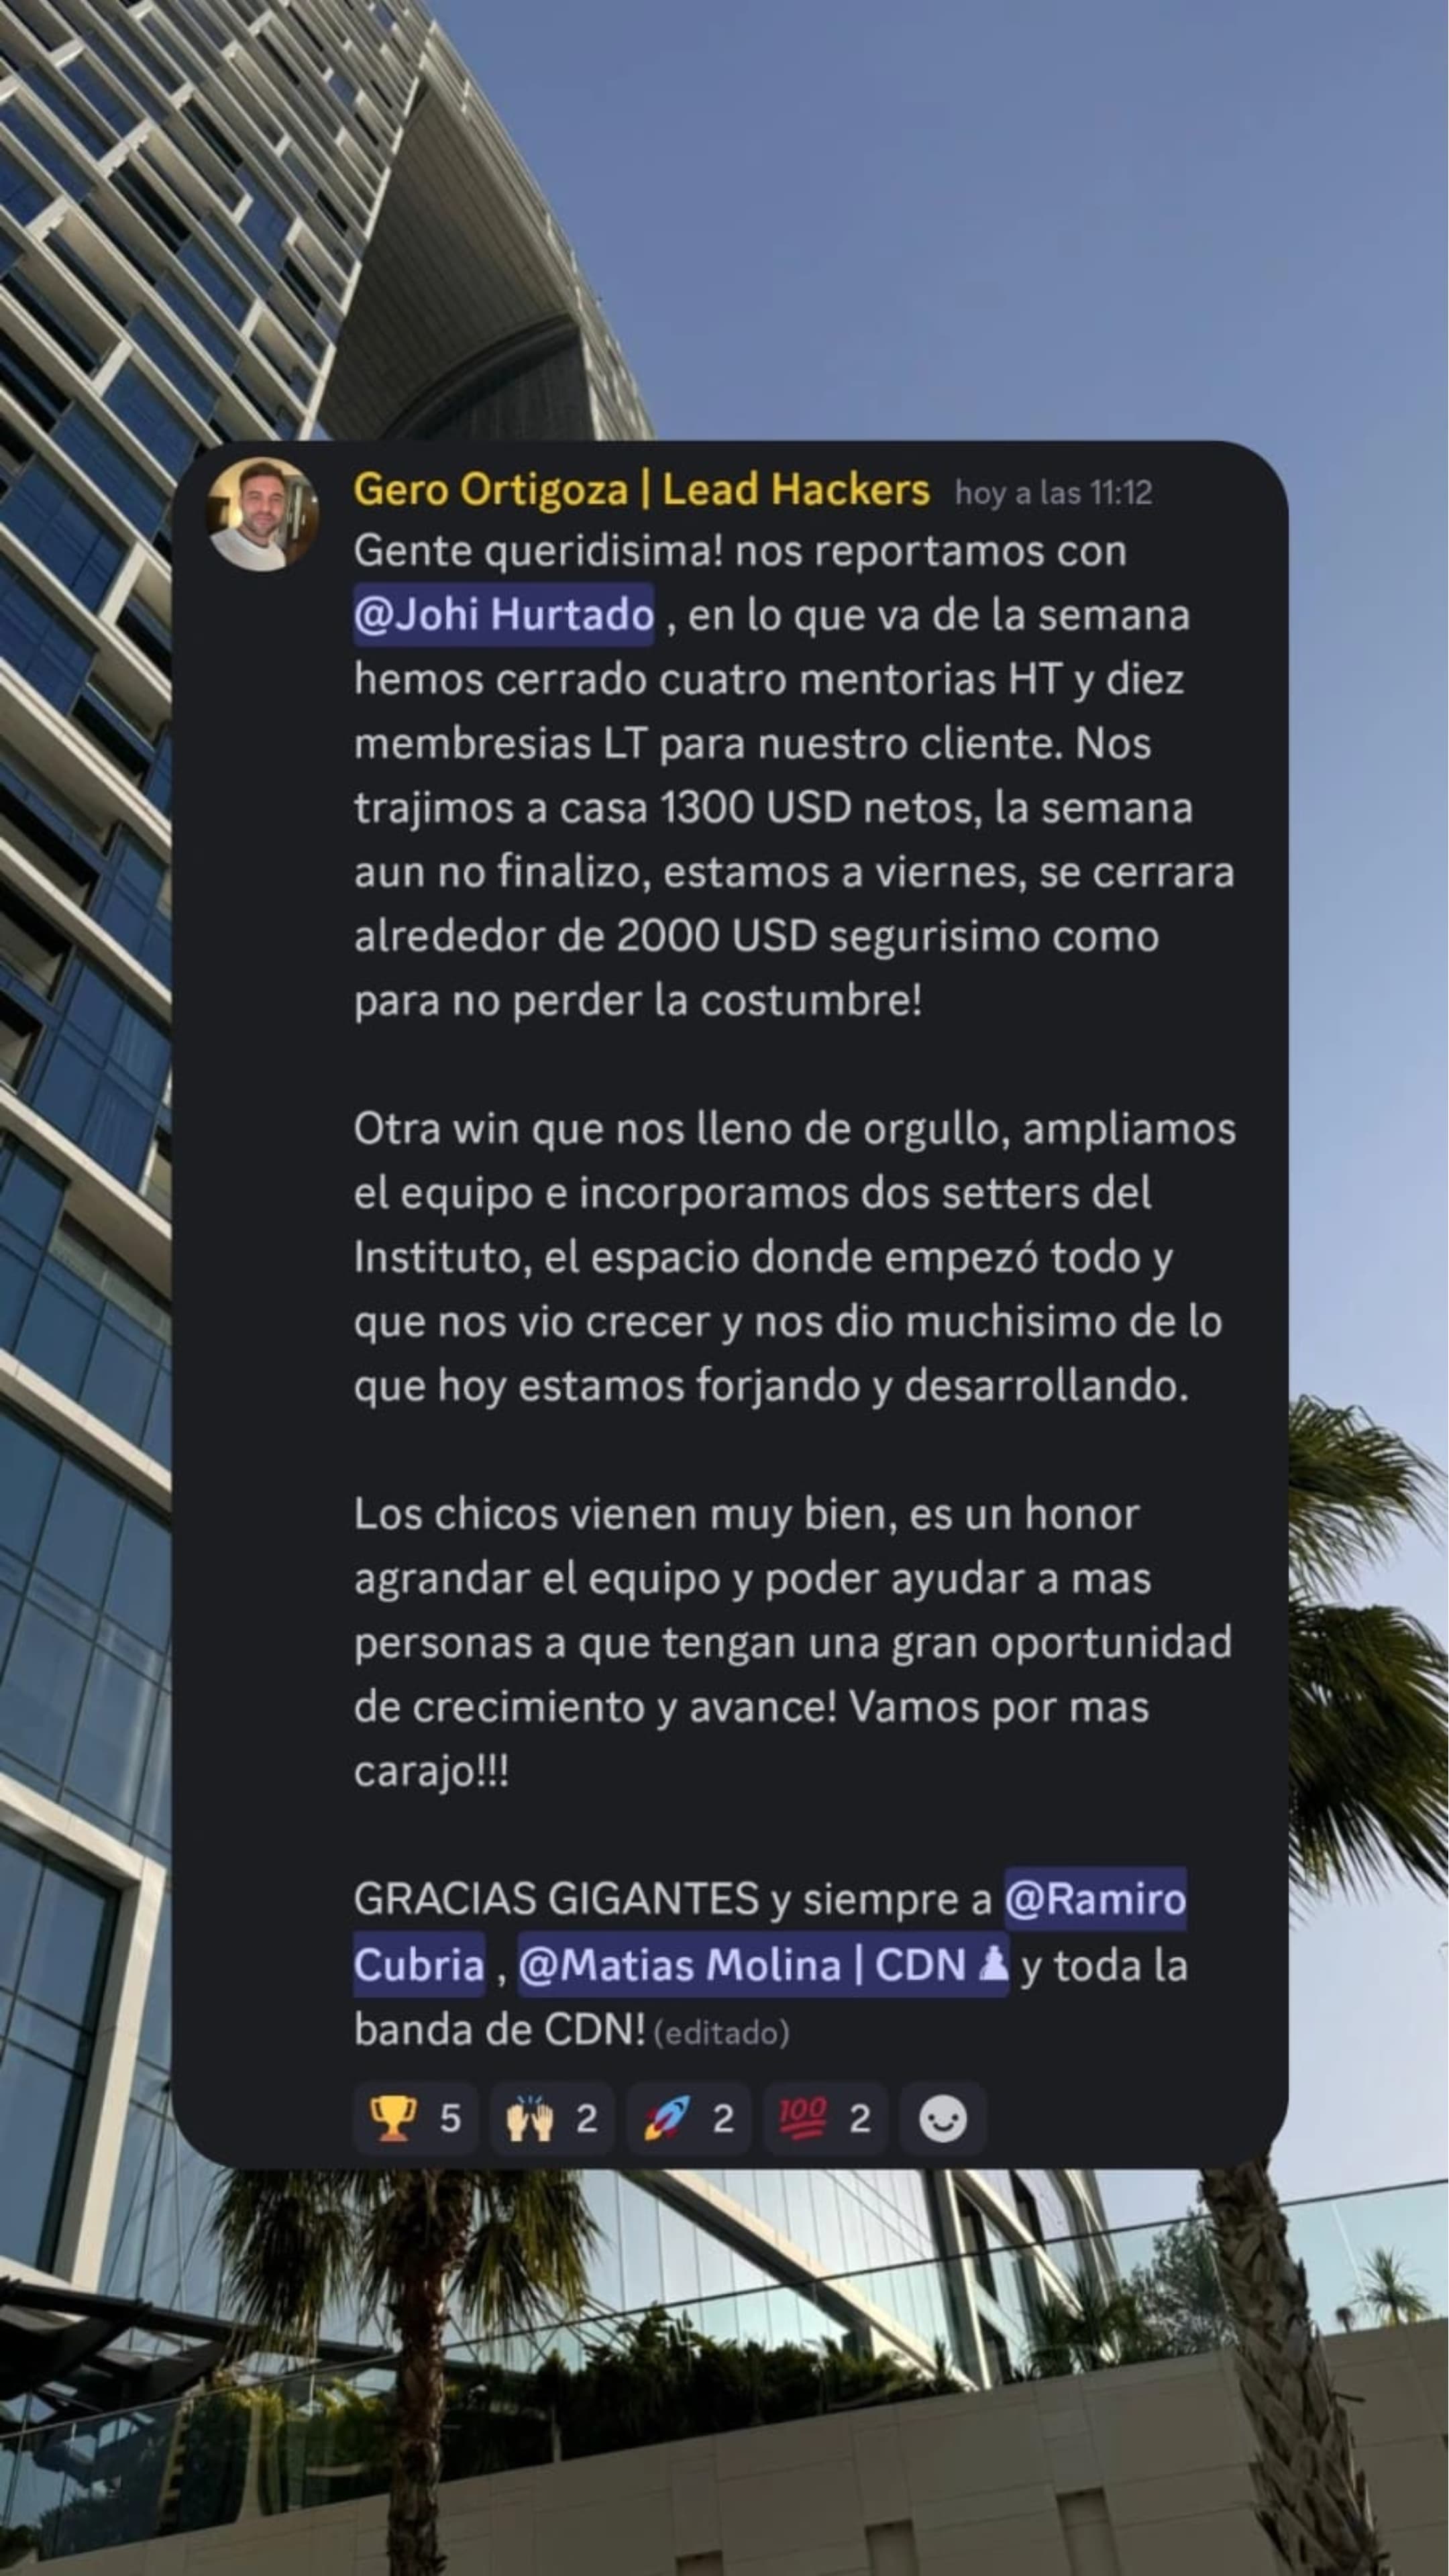 Gero Ortigoza | Lead Hackers hoy a las 11:12
Gente queridisima! nos reportamos con
@Johi Hurtado , en lo que va de la semana
hemos cerrado cuatro mentorias HT y diez
membresias LT para nuestro cliente. Nos
trajimos a casa 1300 USD netos, la semana
aun no finalizo, estamos a viernes, se cerrara
alrededor de 2000 USD segurisimo como
para no perder la costumbre!
Otra win que nos lleno de orgullo, ampliamos
el equipo e incorporamos dos setters del
Instituto, el espacio donde empezó todo y
que nos vio crecer y nos dio muchisimo de lo
que hoy estamos forjando y desarrollando.
Los chicos vienen muy bien, es un honor
agrandar el equipo y poder ayudar a mas
personas a que tengan una gran oportunidad
de crecimiento y avance! Vamos por mas
carajo!!!
GRACIAS GIGANTES y siempre a @Ramiro
Cubria , @Matias Molina | CDN ♟ y toda la
banda de CDN! (editado)
🏆 5 🙌🏼 2 🚀 2 💯 2